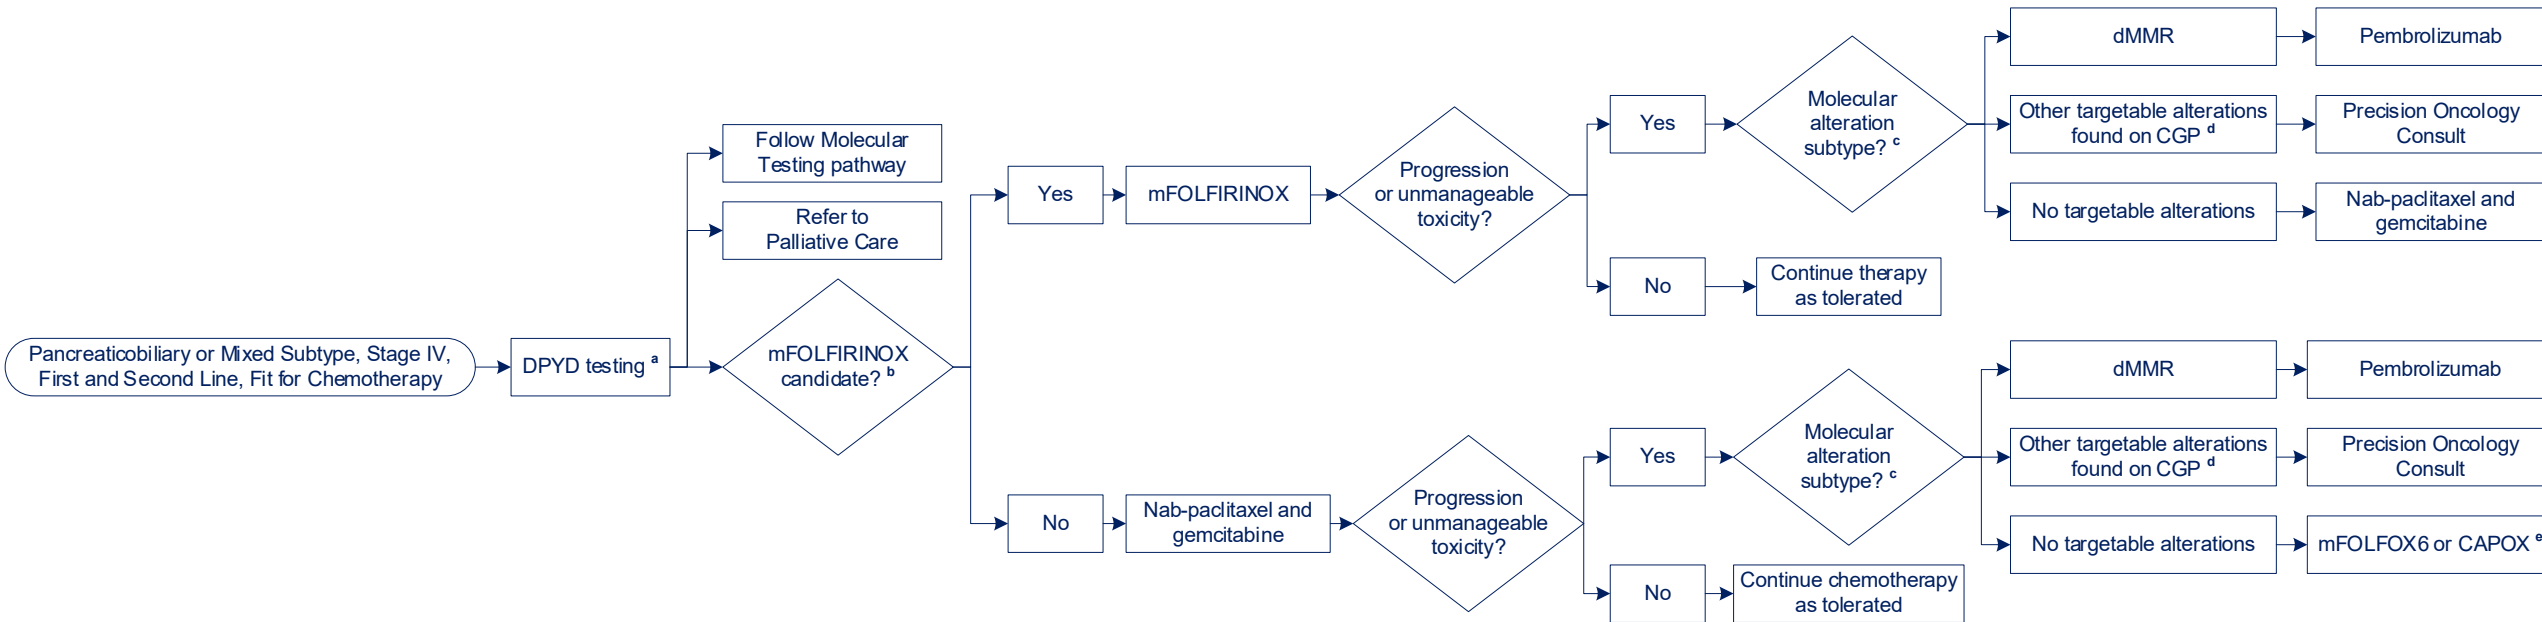 Pancreaticobiliary or Mixed Subtype, Stage IV,
First and Second Line, Fit for Chemotherapy
DPYD testing a
Follow Molecular
Testing pathway
Refer to
Palliative Care
mFOLFIRINOX
candidate? b
Yes
mFOLFIRINOX
Progression
or unmanageable
toxicity?
Yes
Molecular
alteration
subtype? c
dMMR
Pembrolizumab
Other targetable alterations
found on CGP d
Precision Oncology
Consult
No targetable alterations
Nab-paclitaxel and
gemcitabine
No
Continue therapy
as tolerated
No
Nab-paclitaxel and
gemcitabine
Progression
or unmanageable
toxicity?
Yes
Molecular
alteration
subtype? c
dMMR
Pembrolizumab
Other targetable alterations
found on CGP d
Precision Oncology
Consult
No targetable alterations
mFOLFOX6 or CAPOX e
No
Continue chemotherapy
as tolerated